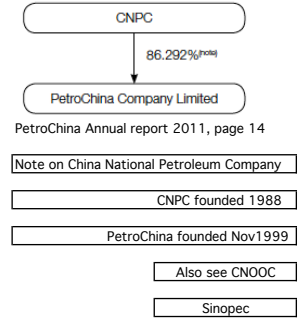 CNPC
86.292%(note)
PetroChina Company Limited
PetroChina Annual report 2011, page 14
Note on China National Petroleum Company
CNPC founded 1988
PetroChina founded Nov1999
Also see CNOOC
Sinopec